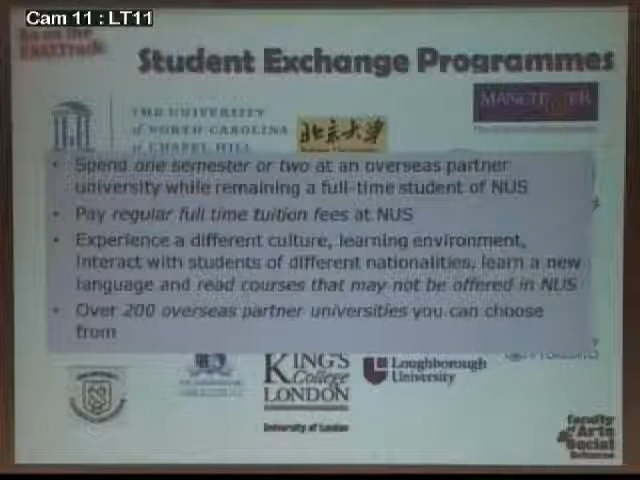 Cam 11 : LT11
Student Exchange Programmes
THE UNIVERSITY
of NORTH CAROLINA
at CHAPEL HILL
北京大學
MANCHESTER
• Spend one semester or two at an overseas partner
university while remaining a full-time student of NUS
• Pay regular full time tuition fees at NUS
• Experience a different culture, learning environment,
interact with students of different nationalities, learn a new
language and read courses that may not be offered in NUS
• Over 200 overseas partner universities you can choose
from
KING'S
College
LONDON
University of London
Loughborough
University
Faculty
of Arts
& Social
Sciences